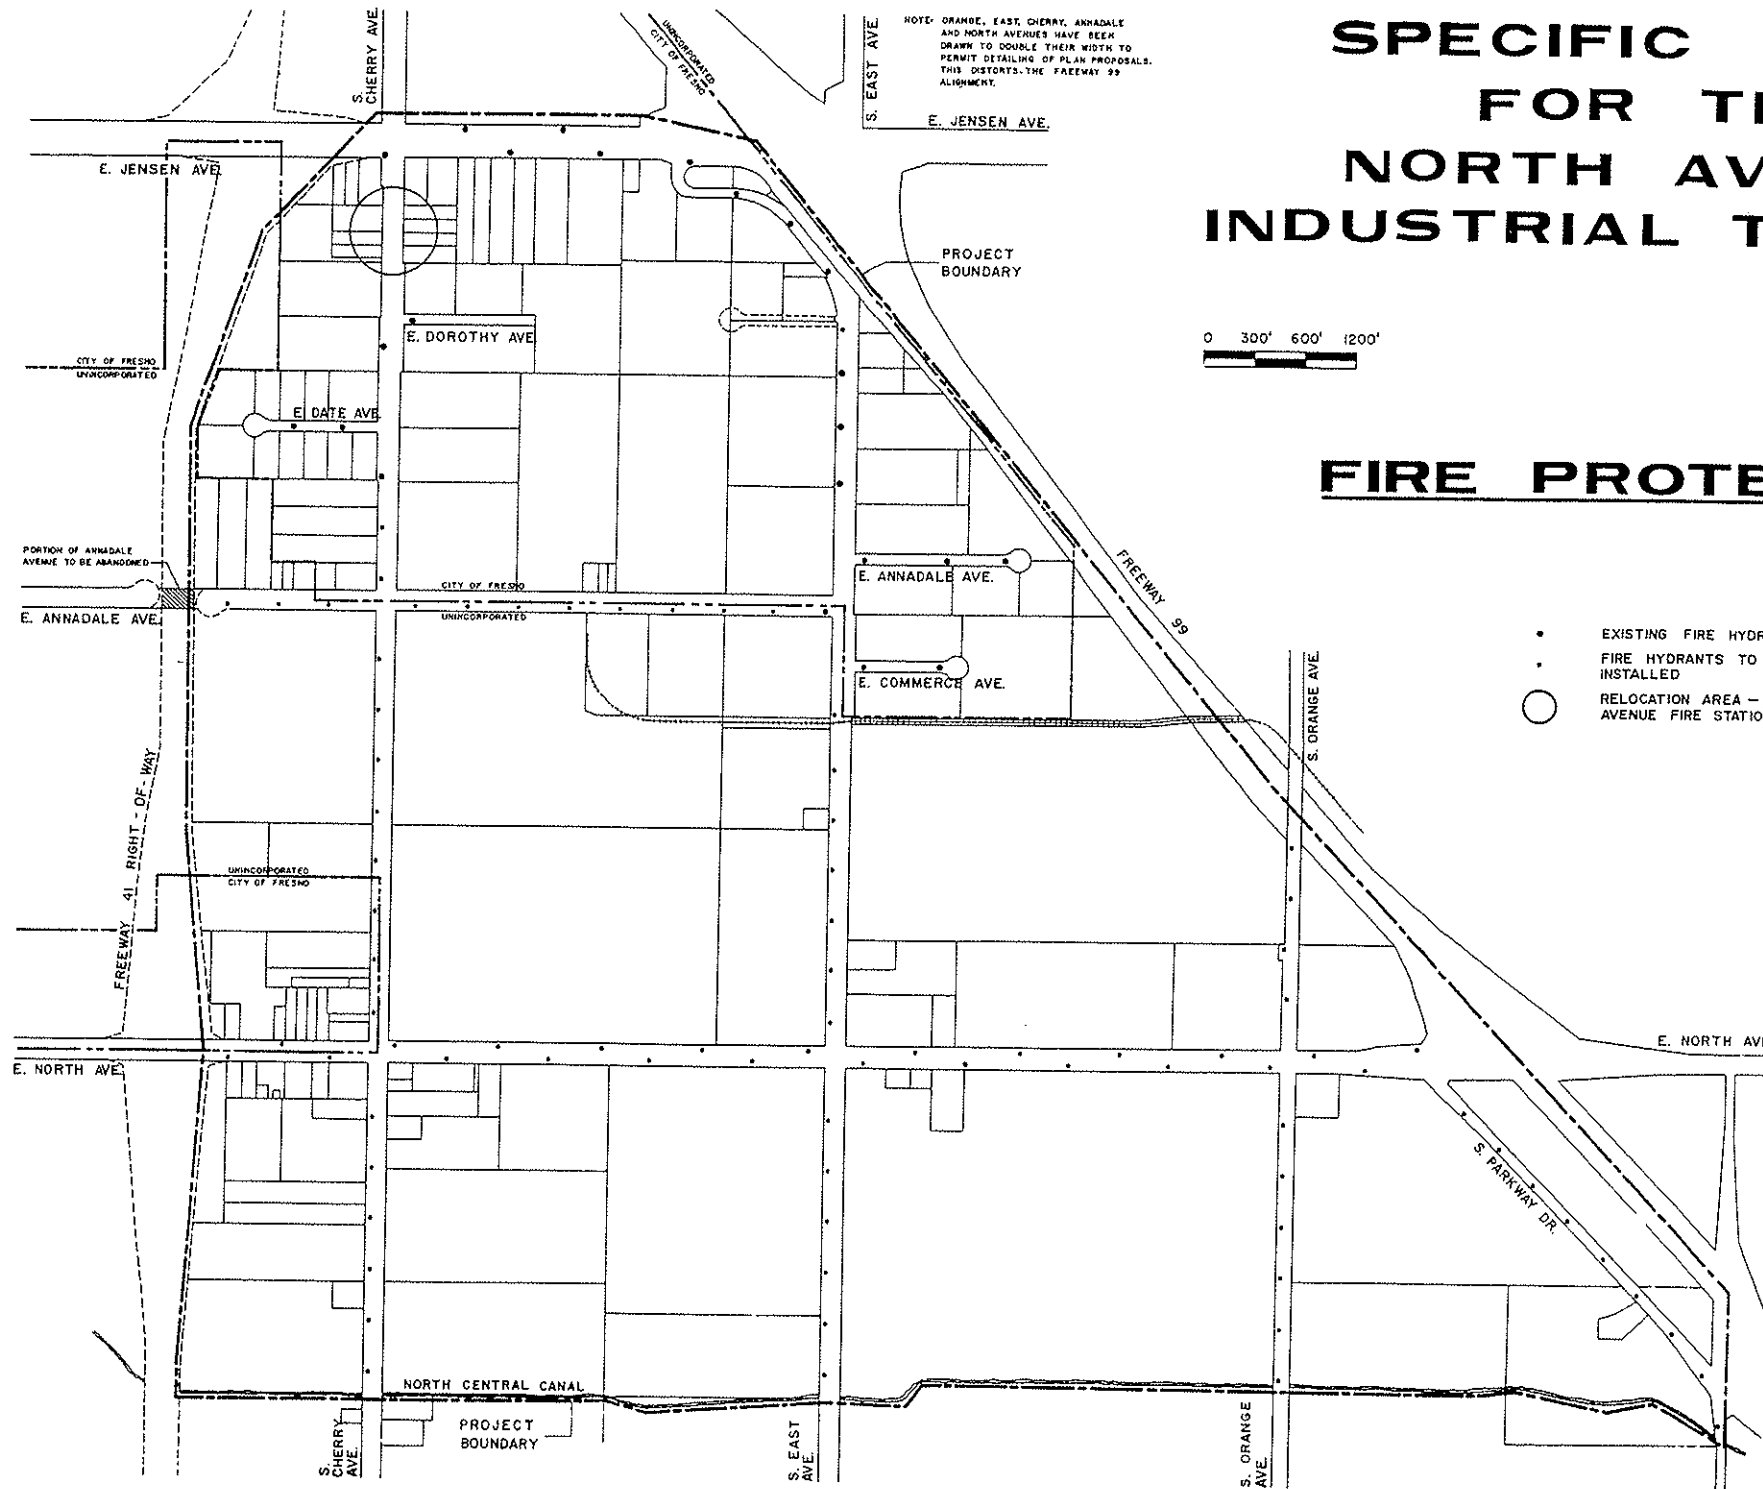 SPECIFIC
FOR
NORTH
INDUSTRIAL
FIRE
NOTE: ORANGE, EAST, CHERRY, ANNADALE
AND NORTH AVENUES HAVE BEEN
DRAWN TO DOUBLE THEIR WIDTH TO
PERMIT DETAILING OF PLAN PROPOSALS.
THIS DISTORTS THE FREEWAY 99
ALIGNMENT.
S.
CHERRY AVE.
UNINCORPORATED
CITY OF FRESNO
S. EAST AVE.
E. JENSEN AVE.
E. JENSEN AVE.
PROJECT
BOUNDARY
0 300' 600' 1200'
E. DOROTHY AVE
CITY OF FRESNO
UNINCORPORATED
E. DATE AVE.
PORTION OF ANNADALE
AVENUE TO BE ABANDONED
E. ANNADALE AVE.
CITY OF FRESNO
UNINCORPORATED
E. ANNADALE AVE.
FREEWAY 99
E. COMMERCE AVE.
S. ORANGE AVE.
EXISTING FIRE
FIRE HYDRANTS TO
INSTALLED
RELOCATION AREA –
AVENUE FIRE
FREEWAY 41 RIGHT-OF-WAY
UNINCORPORATED
CITY OF FRESNO
E. NORTH AVE.
E. NORTH
S. PARKWAY DR.
NORTH CENTRAL CANAL
PROJECT
BOUNDARY
S.
CHERRY
AVE.
S. EAST
AVE.
S. ORANGE
AVE.